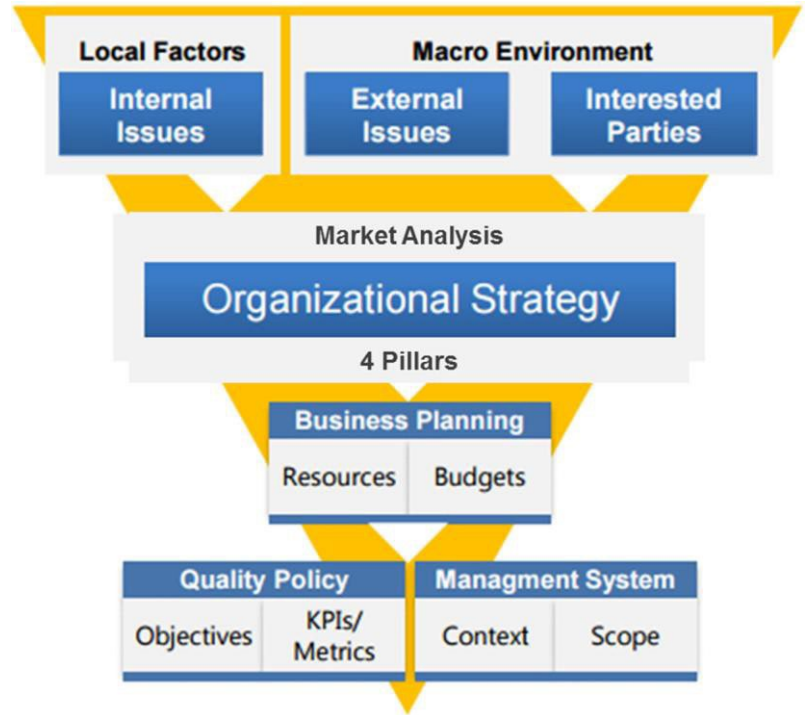 Local Factors
Macro Environment
Internal
Issues
External
Issues
Interested
Parties
Market Analysis
Organizational Strategy
4 Pillars
Business Planning
Resources
Budgets
Quality Policy
Managment System
Objectives
KPIs/
Metrics
Context
Scope